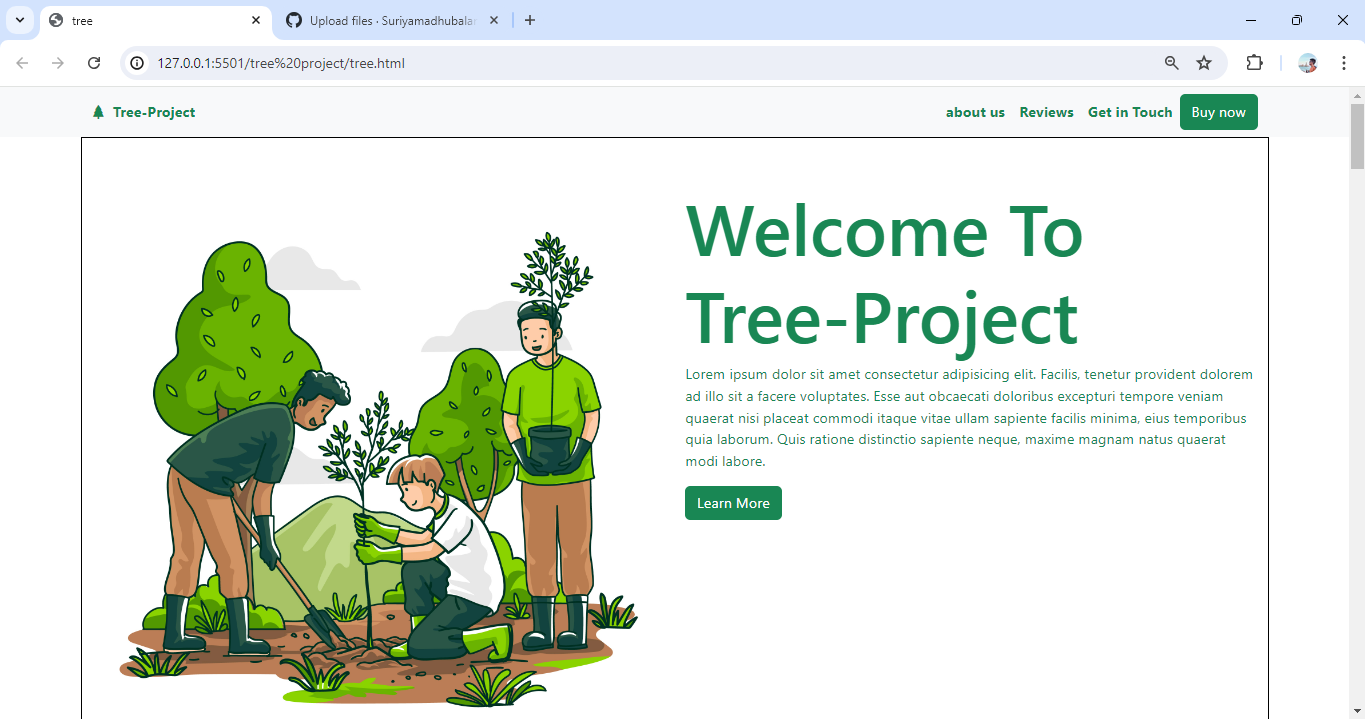 tree
Upload files · Suriyamadhubala
127.0.0.1:5501/tree%20project/tree.html
Tree-Project
about us
Reviews
Get in Touch
Buy now
Welcome To
Tree-Project
Lorem ipsum dolor sit amet consectetur adipisicing elit. Facilis, tenetur provident dolorem
ad illo sit a facere voluptates. Esse aut obcaecati doloribus excepturi tempore veniam
quaerat nisi placeat commodi itaque vitae ullam sapiente facilis minima, eius temporibus
quia laborum. Quis ratione distinctio sapiente neque, maxime magnam natus quaerat
modi labore.
Learn More